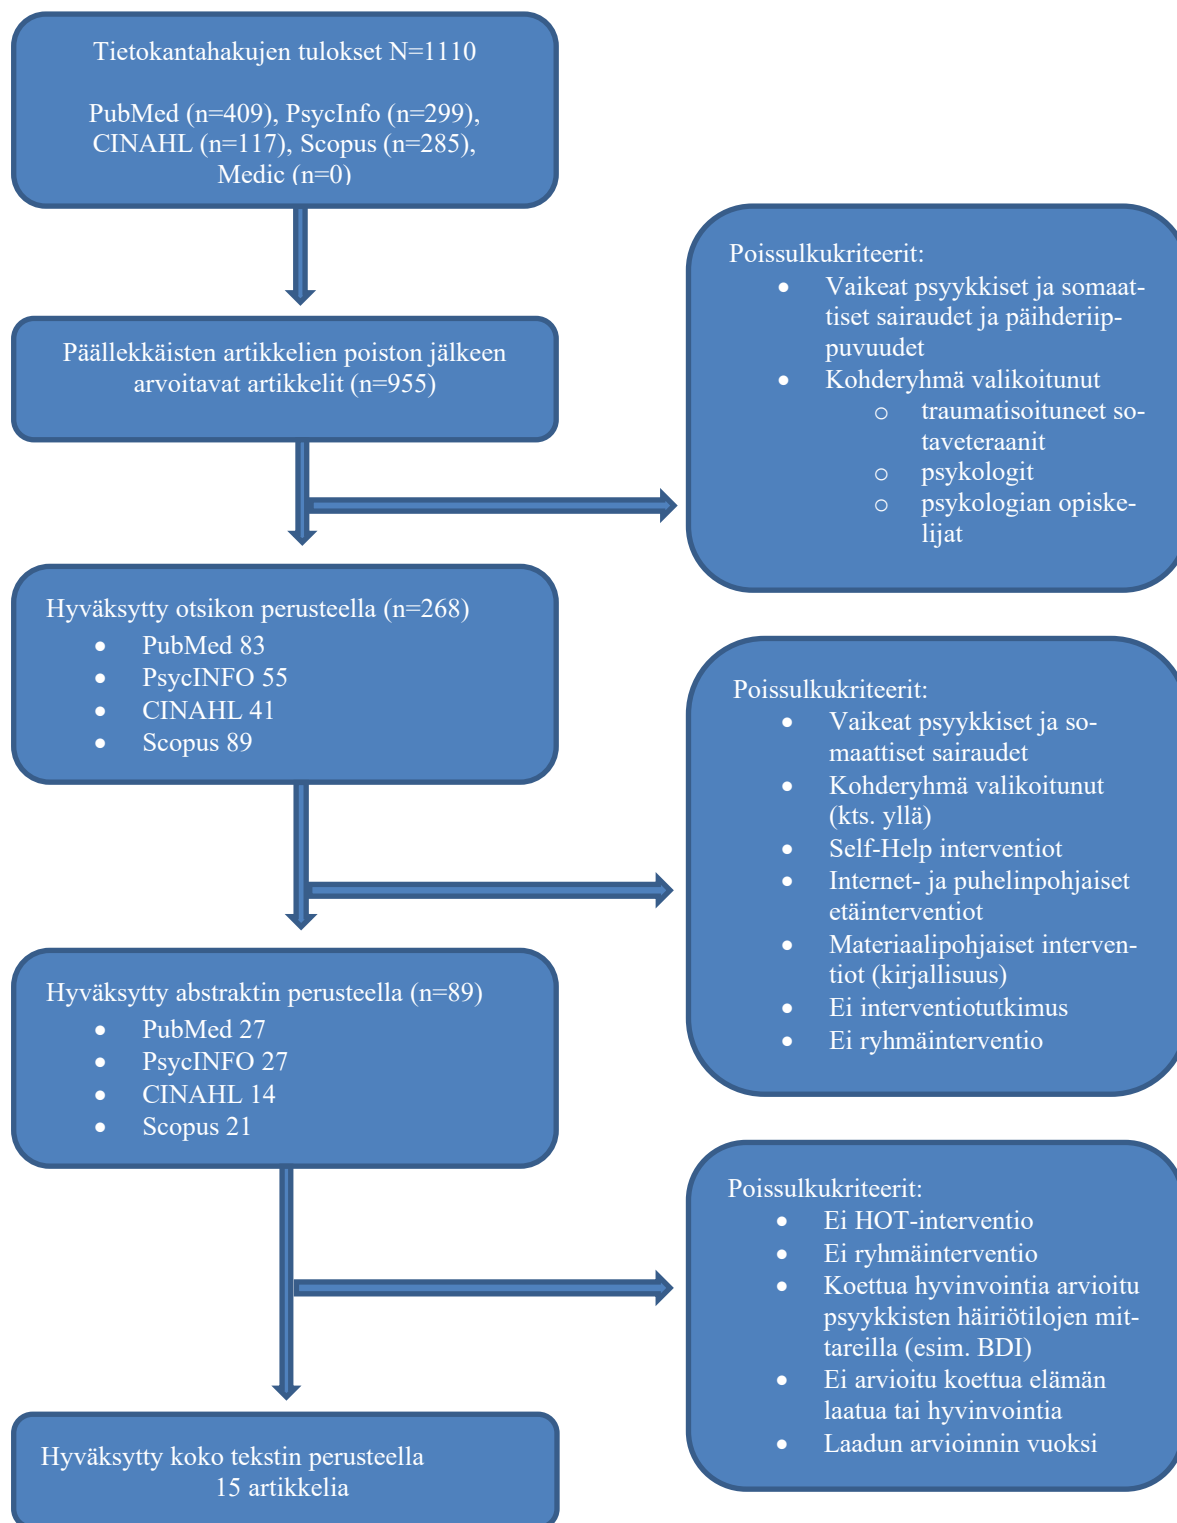 Tietokantahakujen tulokset N=1110
PubMed (n=409), PsycInfo (n=299),
CINAHL (n=117), Scopus (n=285),
Medic (n=0)
Päällekkäisten artikkelien poiston jälkeen
arvoitavat artikkelit (n=955)
Poissulkukriteerit:
• Vaikeat psyykkiset ja somaat-
tiset sairaudet ja päihderiip-
puvuudet
• Kohderyhmä valikoitunut
o traumatisoituneet so-
taveteraanit
o psykologit
o psykologian opiske-
lijat
Hyväksytty otsikon perusteella (n=268)
• PubMed 83
• PsycINFO 55
• CINAHL 41
• Scopus 89
Poissulkukriteerit:
• Vaikeat psyykkiset ja so-
maattiset sairaudet
• Kohderyhmä valikoitunut
(kts. yllä)
• Self-Help interventiot
• Internet- ja puhelinpohjaiset
etäinterventiot
• Materiaalipohjaiset interven-
tiot (kirjallisuus)
• Ei interventiotutkimus
• Ei ryhmäinterventio
Hyväksytty abstraktin perusteella (n=89)
• PubMed 27
• PsycINFO 27
• CINAHL 14
• Scopus 21
Poissulkukriteerit:
• Ei HOT-interventio
• Ei ryhmäinterventio
• Koettua hyvinvointia arvioitu
psyykkisten häiriötilojen mit-
tareilla (esim. BDI)
• Ei arvioitu koettua elämän
laatua tai hyvinvointia
• Laadun arvioinnin vuoksi
Hyväksytty koko tekstin perusteella
15 artikkelia